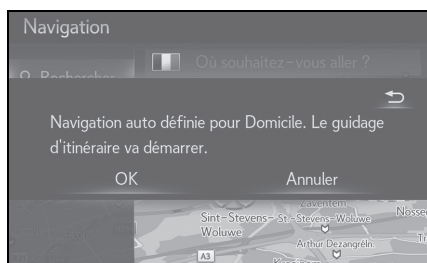 Navigation
Où souhaitez-vous aller ?
Rechercher
Navigation auto définie pour Domicile. Le guidage
d'itinéraire va démarrer.
OK
Annuler
Zaventem
Sint-Stevens-
Woluwe
St.-Stevens-Woluwe
Nosse
Arthur Dezangréln.
A3